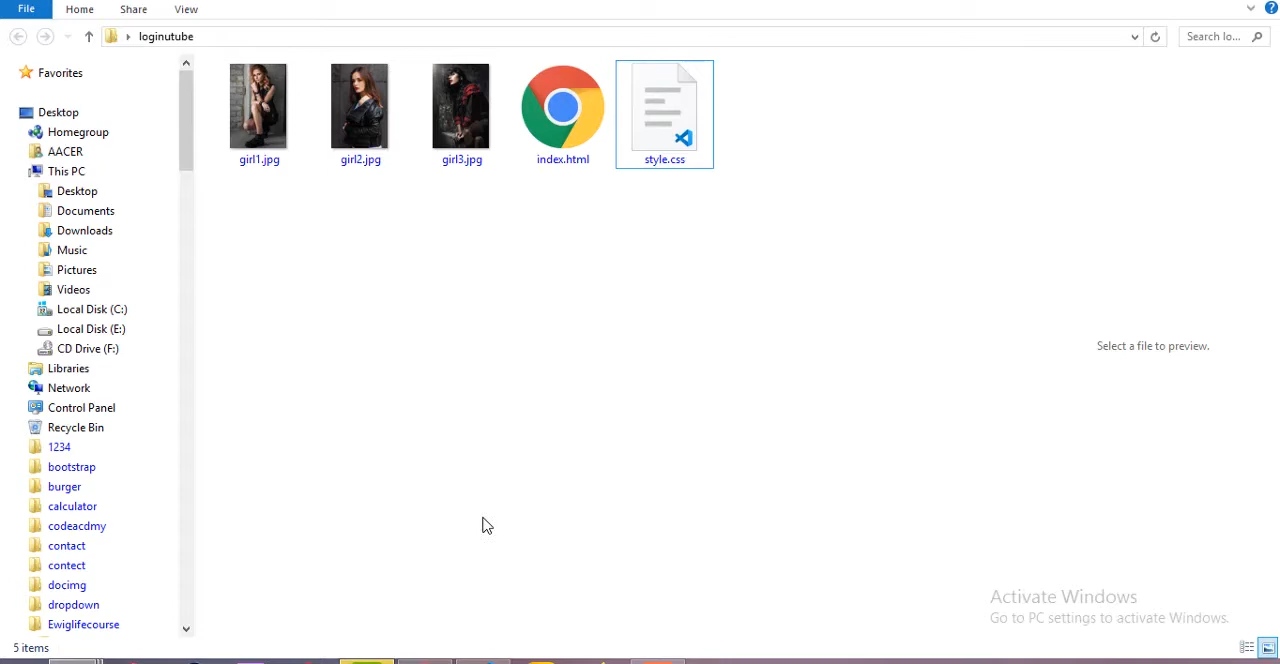 File Home Share View
loginutube
Search lo...
Favorites
Desktop
Homegroup
AACER
This PC
Desktop
Documents
Downloads
Music
Pictures
Videos
Local Disk (C:)
Local Disk (E:)
CD Drive (F:)
Libraries
Network
Control Panel
Recycle Bin
1234
bootstrap
burger
calculator
codeacdmy
contact
contect
docimg
dropdown
Ewiglifecourse
girl1.jpg girl2.jpg girl3.jpg index.html style.css
Select a file to preview.
Activate Windows
Go to PC settings to activate Windows.
5 items